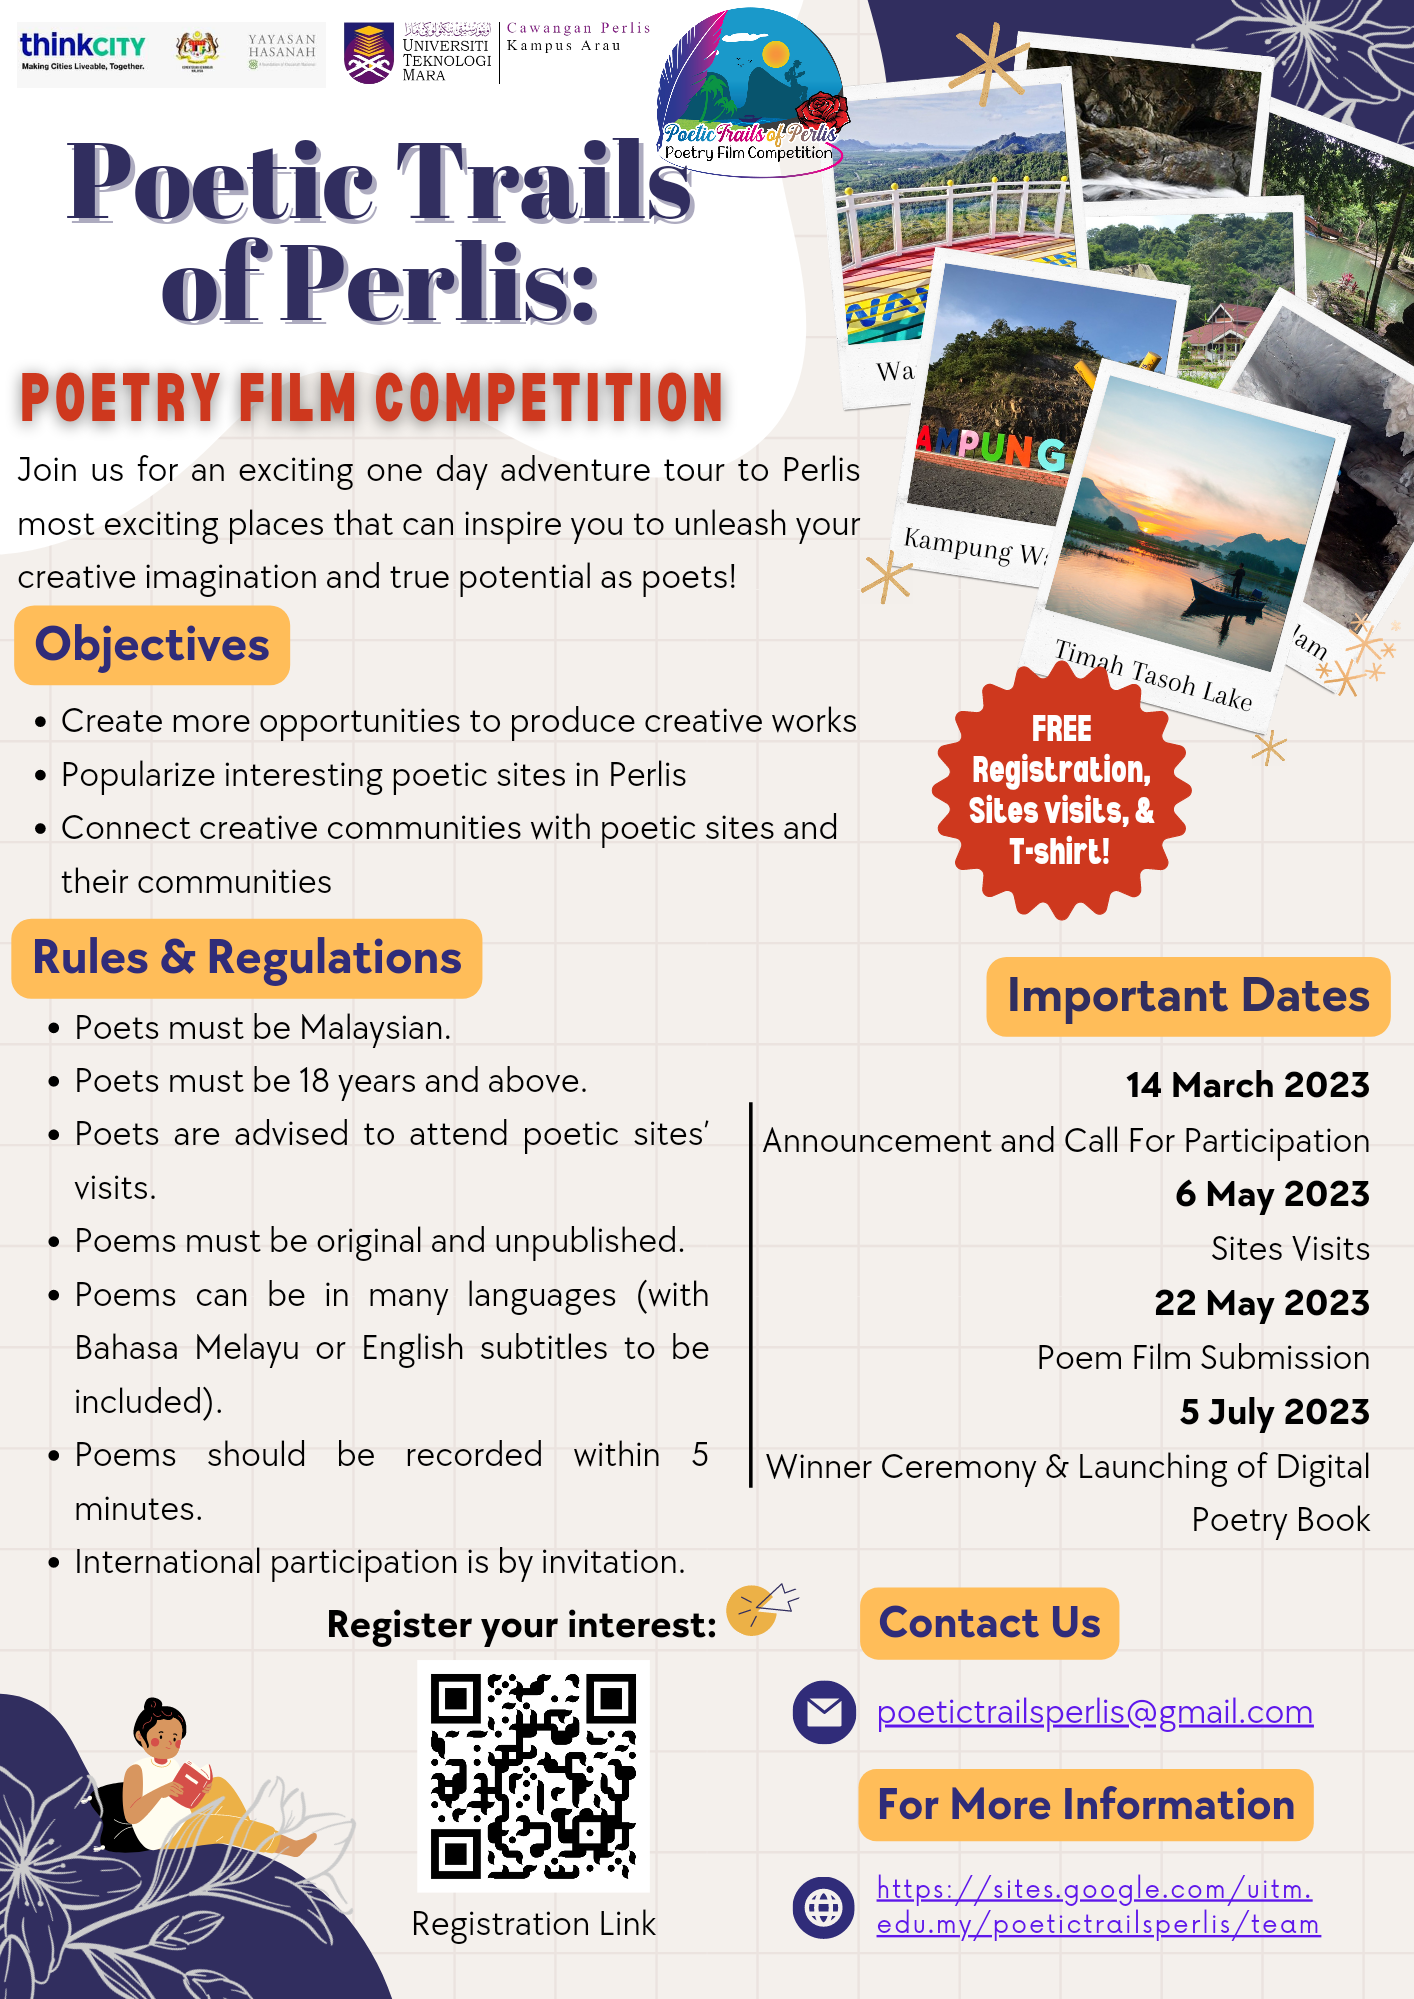 thinkcity
Making Cities Liveable, Together.
YAYASAN
HASANAH
UNIVERSITI
TEKNOLOGI
MARA
Cawangan Perlis
Kampus Arau
Poetic Trails of Perlis
Poetry Film Competition
Poetic Trails
of Perlis:
POETRY FILM COMPETITION
Join us for an exciting one day adventure tour to Perlis
most exciting places that can inspire you to unleash your
creative imagination and true potential as poets!
Wa
AMPUNG
Kampung Wa
Timah Tasoh Lake
lam
FREE
Registration,
Sites visits, &
T-shirt!
Objectives
• Create more opportunities to produce creative works
• Popularize interesting poetic sites in Perlis
• Connect creative communities with poetic sites and
their communities
Rules & Regulations
• Poets must be Malaysian.
• Poets must be 18 years and above.
• Poets are advised to attend poetic sites’
visits.
• Poems must be original and unpublished.
• Poems can be in many languages (with
Bahasa Melayu or English subtitles to be
included).
• Poems should be recorded within 5
minutes.
• International participation is by invitation.
Important Dates
14 March 2023
Announcement and Call For Participation
6 May 2023
Sites Visits
22 May 2023
Poem Film Submission
5 July 2023
Winner Ceremony & Launching of Digital
Poetry Book
Register your interest:
Registration Link
Contact Us
poetictrailsperlis@gmail.com
For More Information
https://sites.google.com/uitm.
edu.my/poetictrailsperlis/team